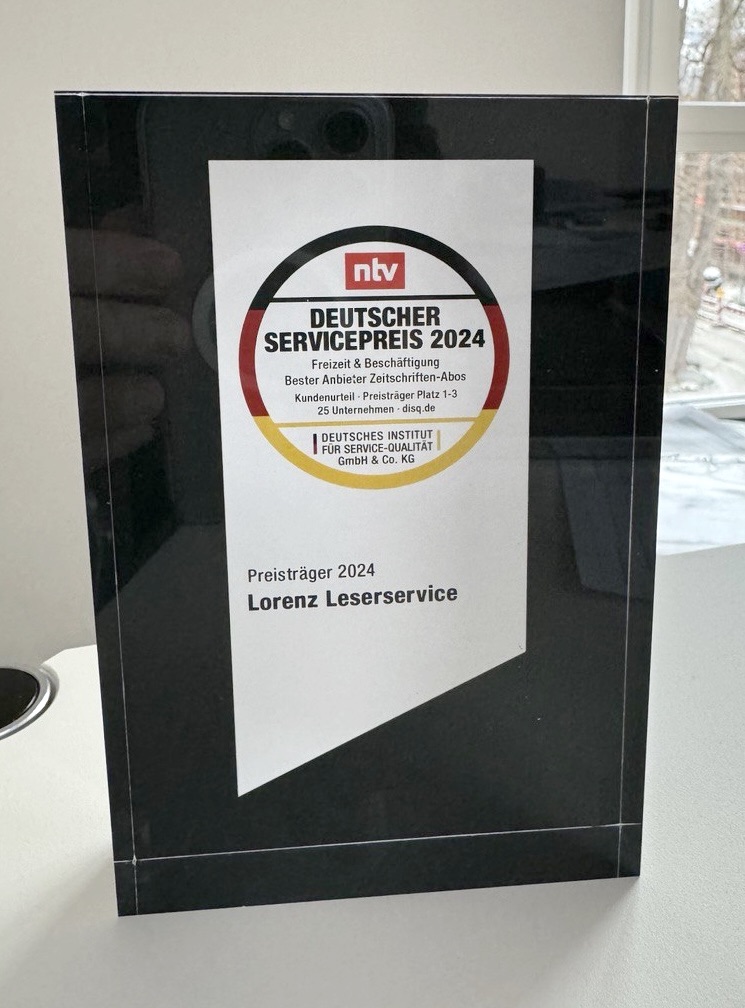 ntv
DEUTSCHER
SERVICEPREIS 2024
Freizeit & Beschäftigung
Bester Anbieter Zeitschriften-Abos
Kundenurteil · Preisträger Platz 1-3
25 Unternehmen · disq.de
DEUTSCHES INSTITUT
FÜR SERVICE-QUALITÄT
GmbH & Co. KG
Preisträger 2024
Lorenz Leserservice